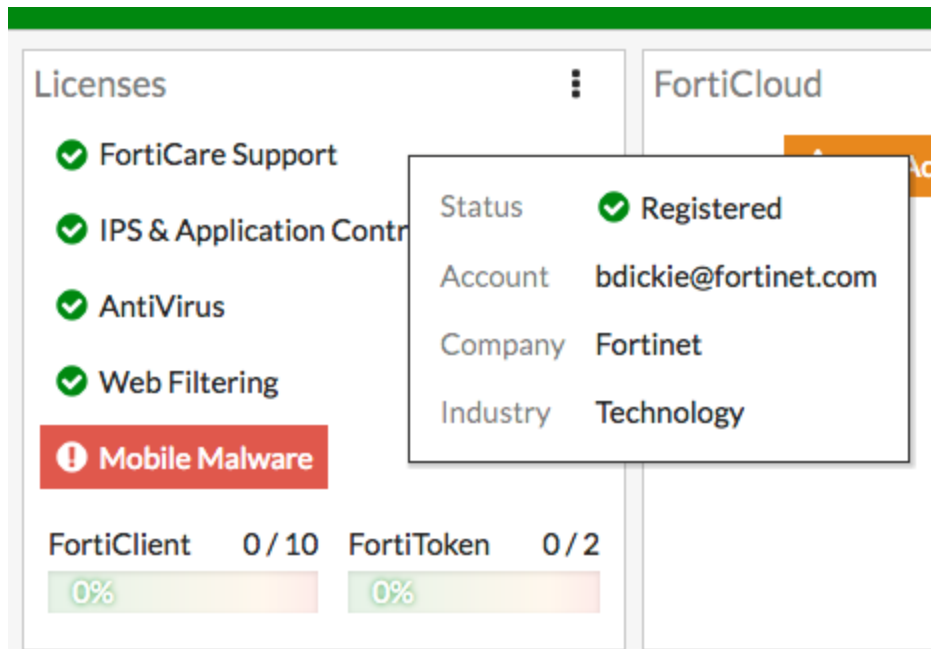 Licenses
FortiCloud
FortiCare Support
IPS & Application Contr
AntiVirus
Web Filtering
Mobile Malware
FortiClient 0 / 10 FortiToken 0 / 2
0% 0%
Status Registered
Account bdickie@fortinet.com
Company Fortinet
Industry Technology